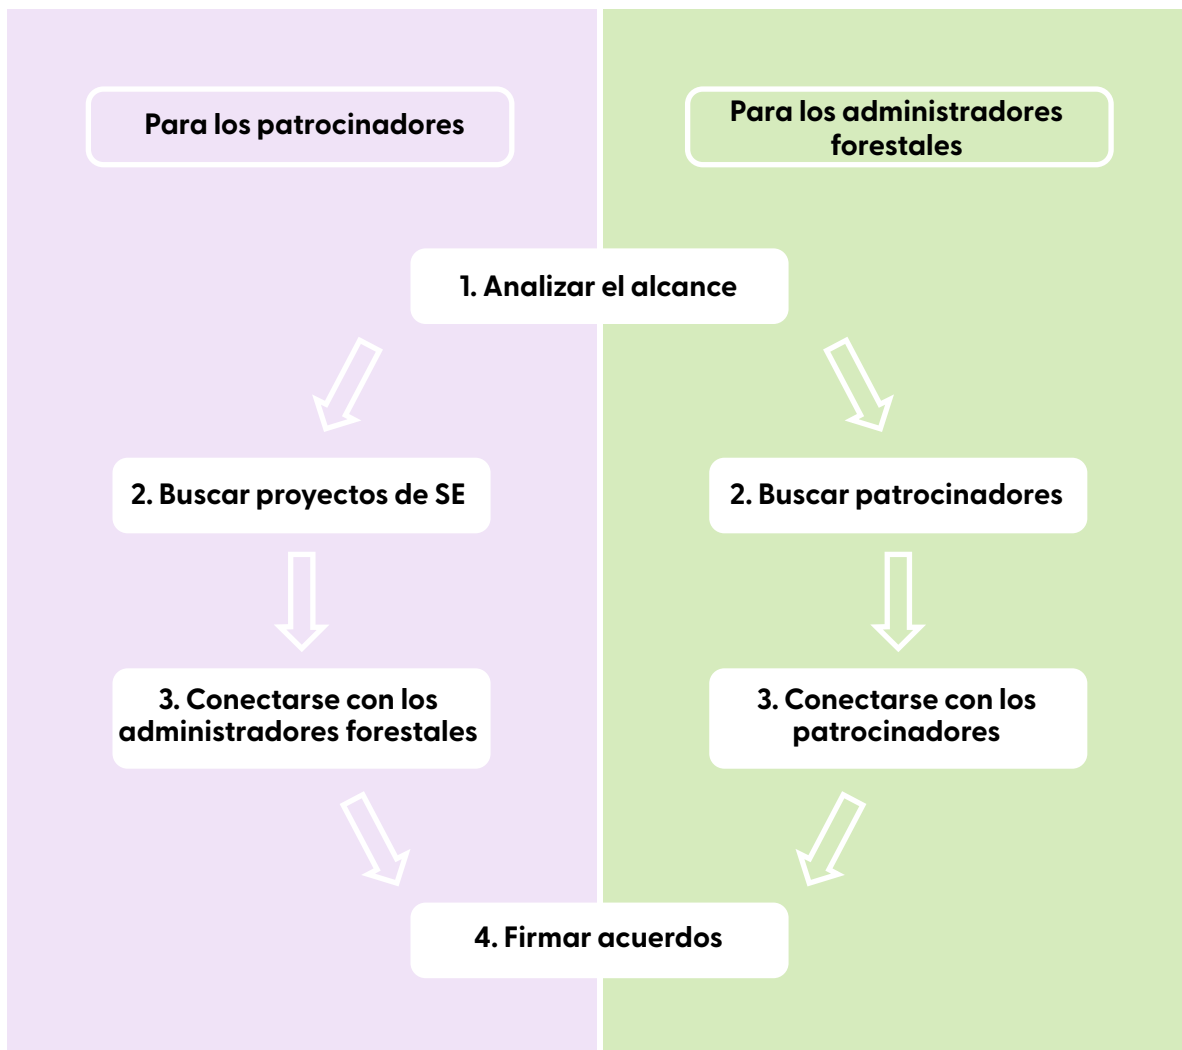 Para los patrocinadores
Para los administradores
forestales
1. Analizar el alcance
2. Buscar proyectos de SE
2. Buscar patrocinadores
3. Conectarse con los
administradores forestales
3. Conectarse con los
patrocinadores
4. Firmar acuerdos